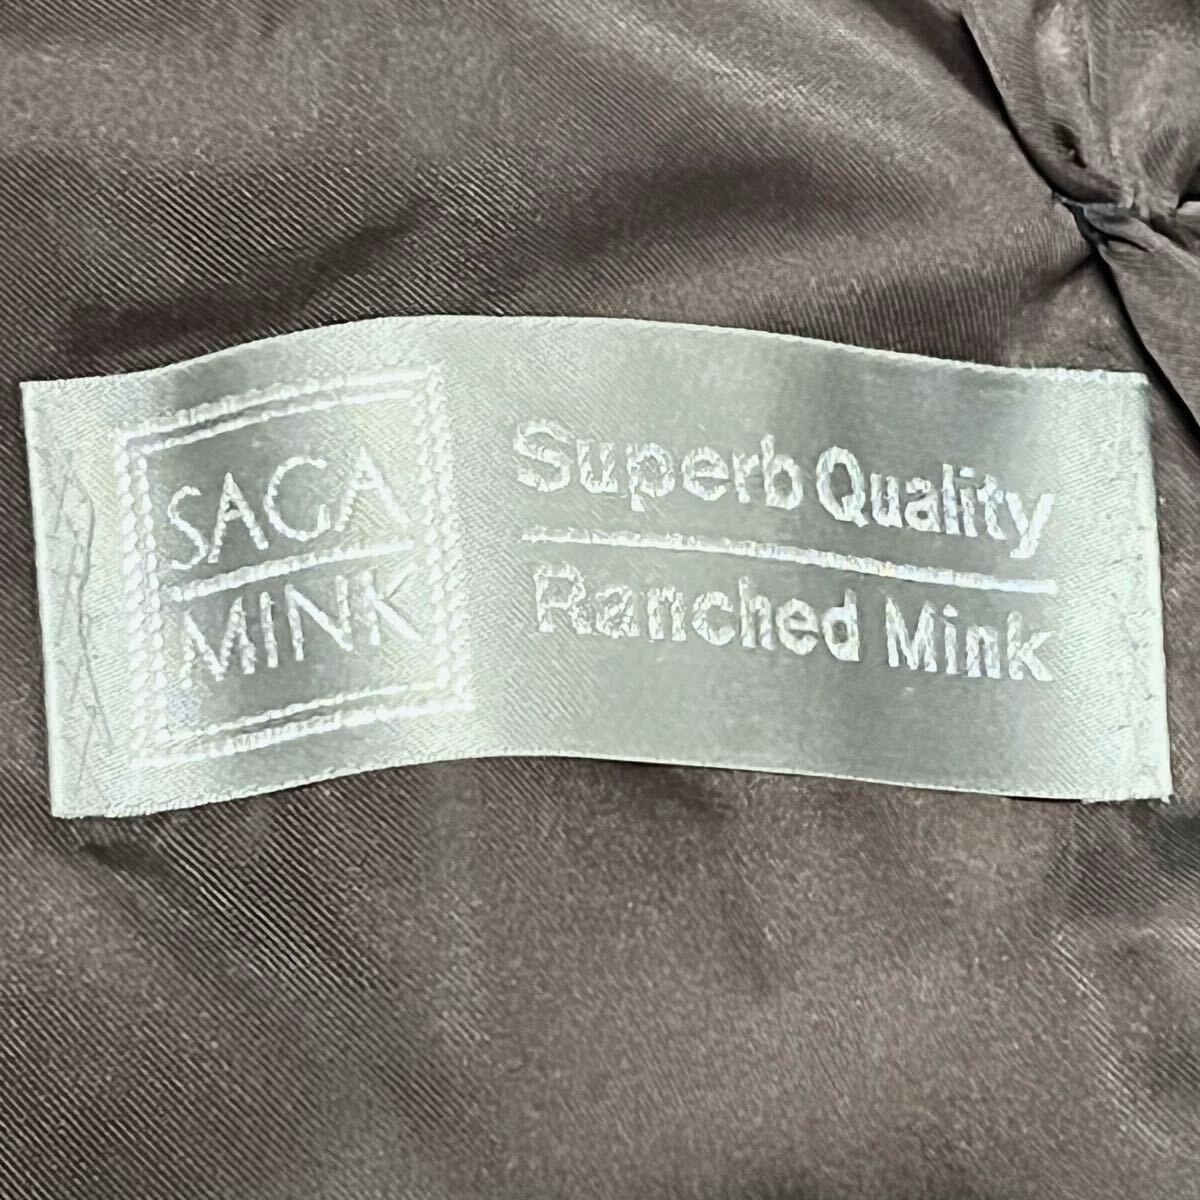 SAGA
MINK
Superb Quality
Ranched Mink